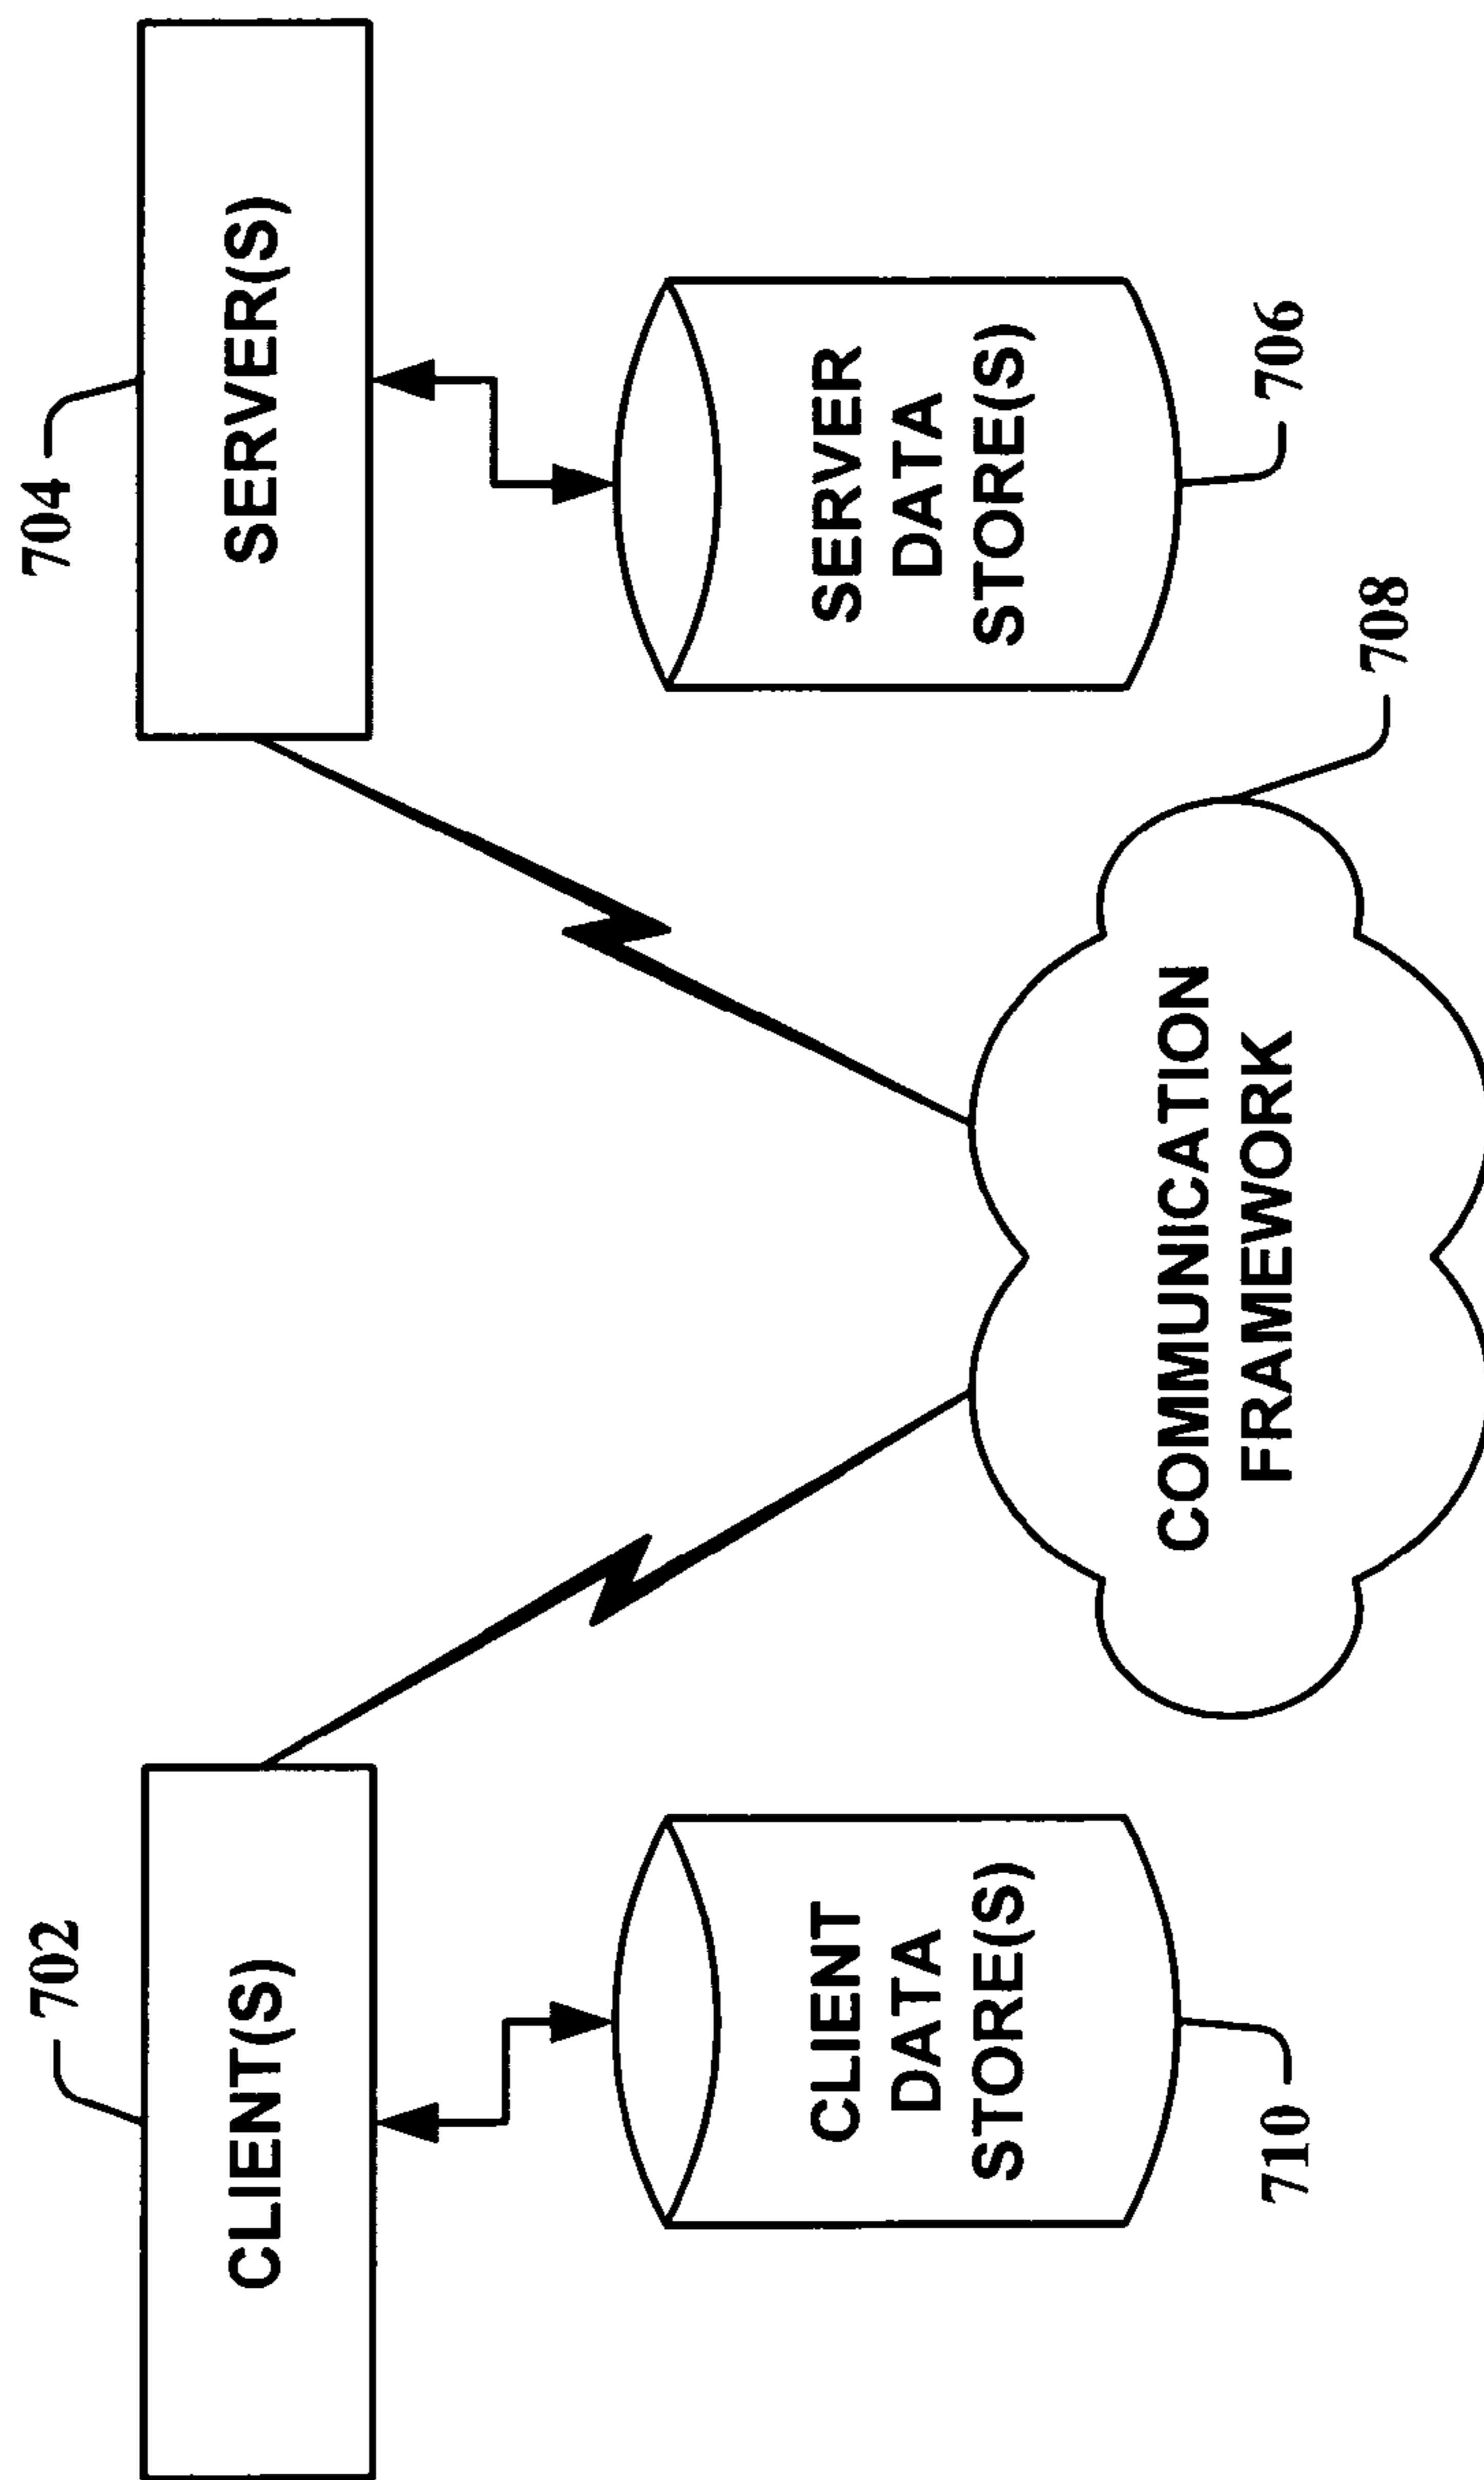 702
704
CLIENT(S)
SERVER(S)
CLIENT
DATA
STORE(S)
SERVER
DATA
STORE(S)
710
706
COMMUNICATION
FRAMEWORK
708